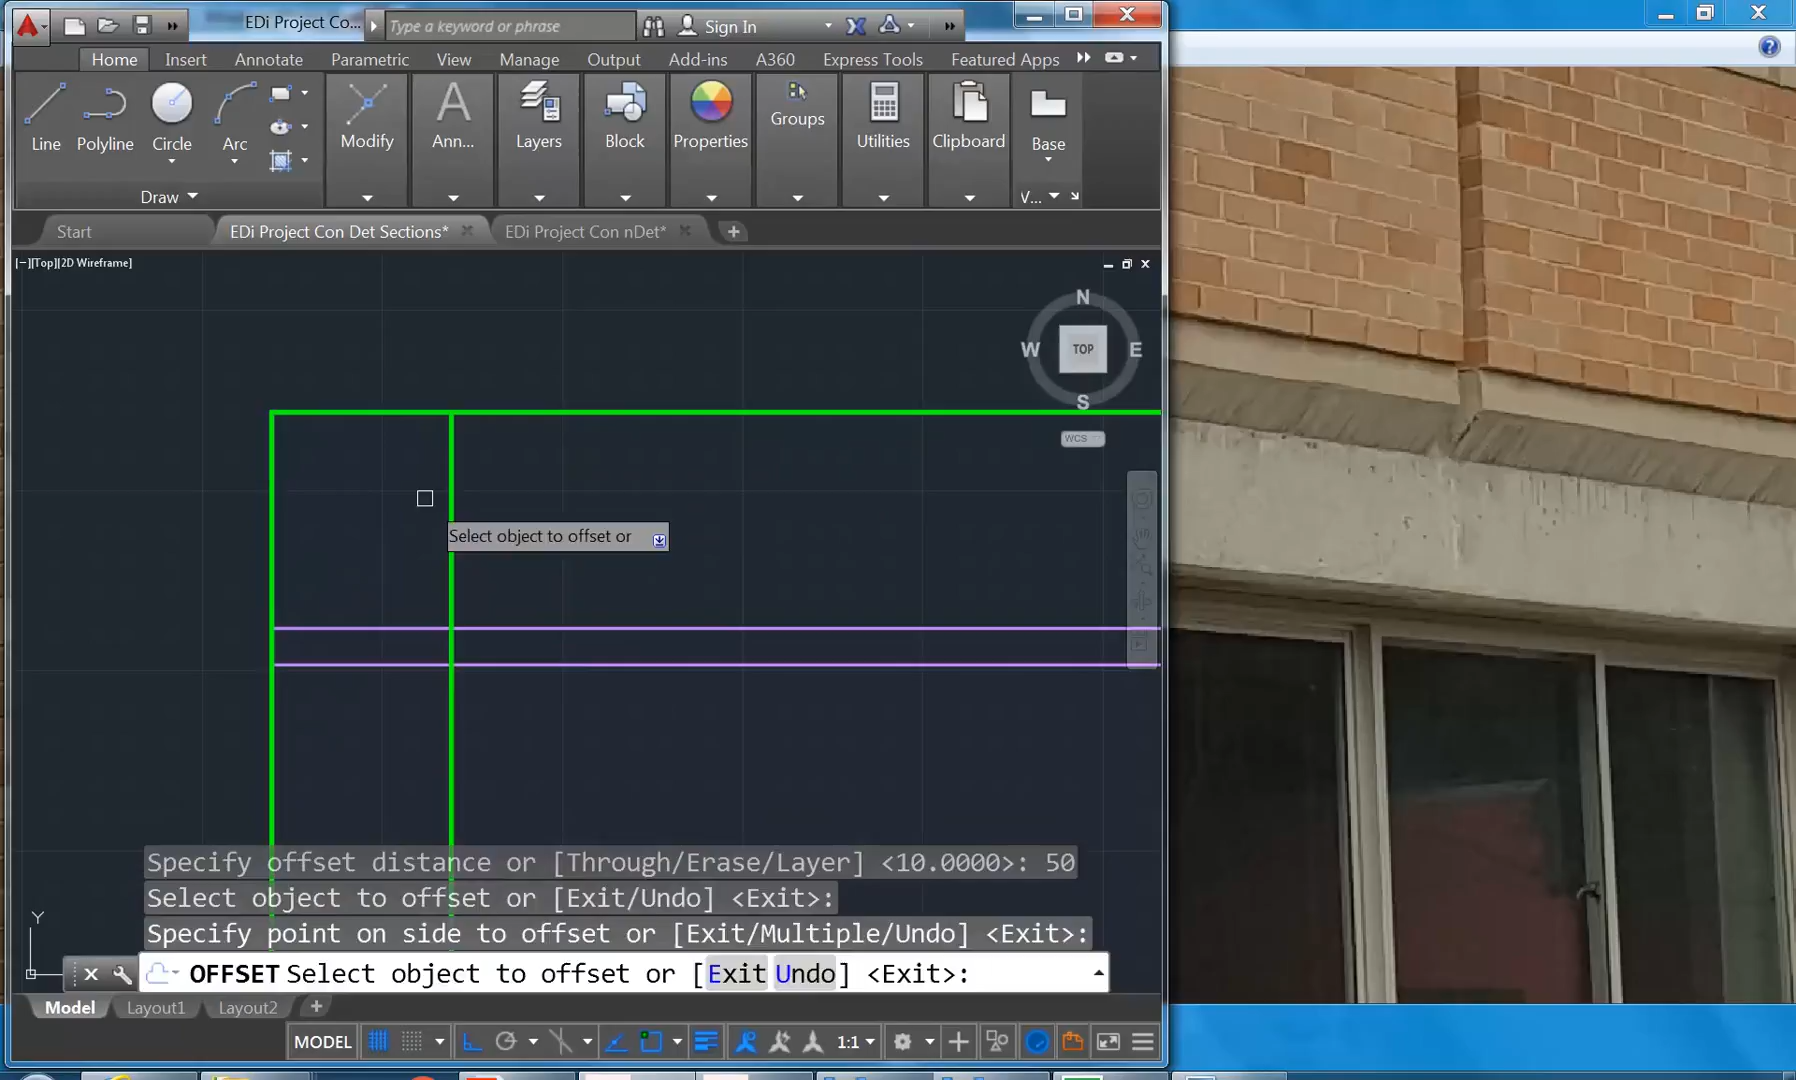 EDi Project Co...
Type a keyword or phrase
Sign In
Home Insert Annotate Parametric View Manage Output Add-ins A360 Express Tools Featured Apps
Line Polyline Circle Arc Modify Ann... Layers Block Properties Groups Utilities Clipboard Base
Draw V...
Start EDi Project Con Det Sections* EDi Project Con nDet*
[−][Top][2D Wireframe]
N
W TOP E
S
WCS
Select object to offset or
Specify offset distance or [Through/Erase/Layer] <10.0000>: 50
Select object to offset or [Exit/Undo] <Exit>:
Specify point on side to offset or [Exit/Multiple/Undo] <Exit>:
OFFSET Select object to offset or [Exit Undo] <Exit>:
Y
Model Layout1 Layout2
MODEL 1:1